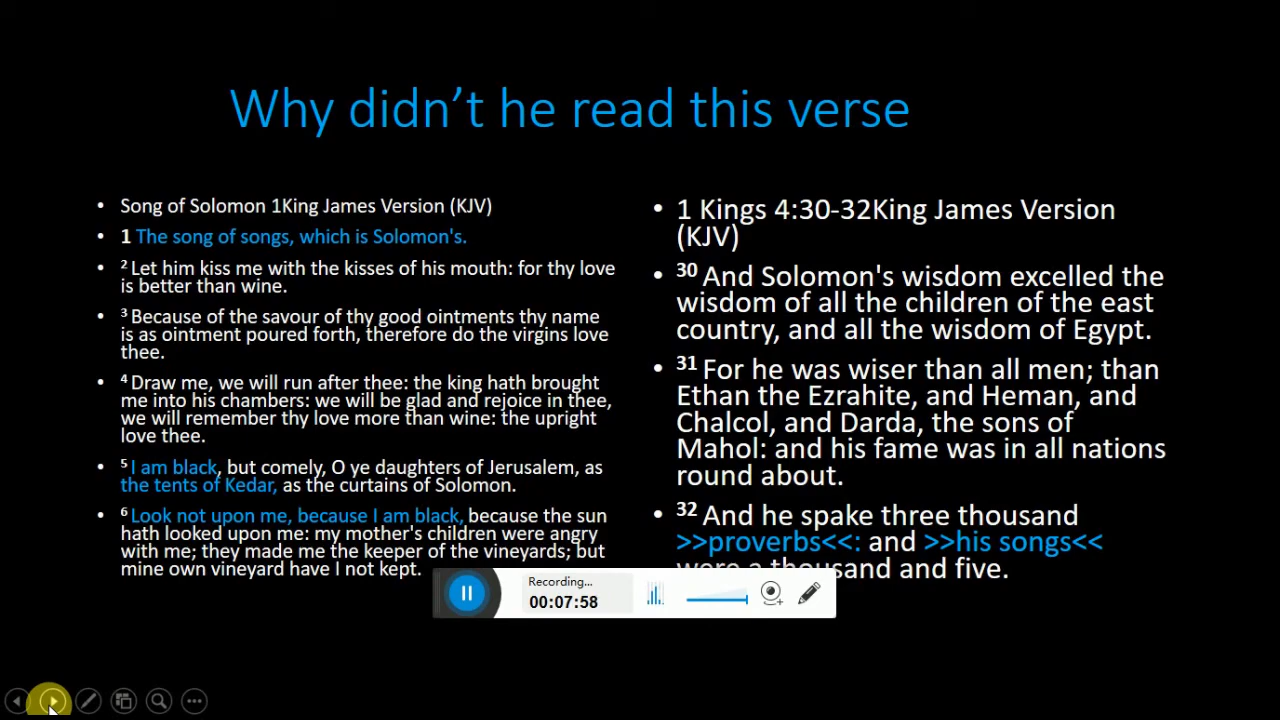 Why didn't he read this verse
• Song of Solomon 1King James Version (KJV)
• 1 The song of songs, which is Solomon's.
• 2 Let him kiss me with the kisses of his mouth: for thy love
is better than wine.
• 3 Because of the savour of thy good ointments thy name
is as ointment poured forth, therefore do the virgins love
thee.
• 4 Draw me, we will run after thee: the king hath brought
me into his chambers: we will be glad and rejoice in thee,
we will remember thy love more than wine: the upright
love thee.
• 5 I am black, but comely, O ye daughters of Jerusalem, as
the tents of Kedar, as the curtains of Solomon.
• 6 Look not upon me, because I am black, because the sun
hath looked upon me: my mother's children were angry
with me; they made me the keeper of the vineyards; but
mine own vineyard have I not kept.
• 1 Kings 4:30-32King James Version
(KJV)
• 30 And Solomon's wisdom excelled the
wisdom of all the children of the east
country, and all the wisdom of Egypt.
• 31 For he was wiser than all men; than
Ethan the Ezrahite, and Heman, and
Chalcol, and Darda, the sons of
Mahol: and his fame was in all nations
round about.
• 32 And he spake three thousand
>>proverbs<<: and >>his songs<<
were a thousand and five.
Recording...
00:07:58